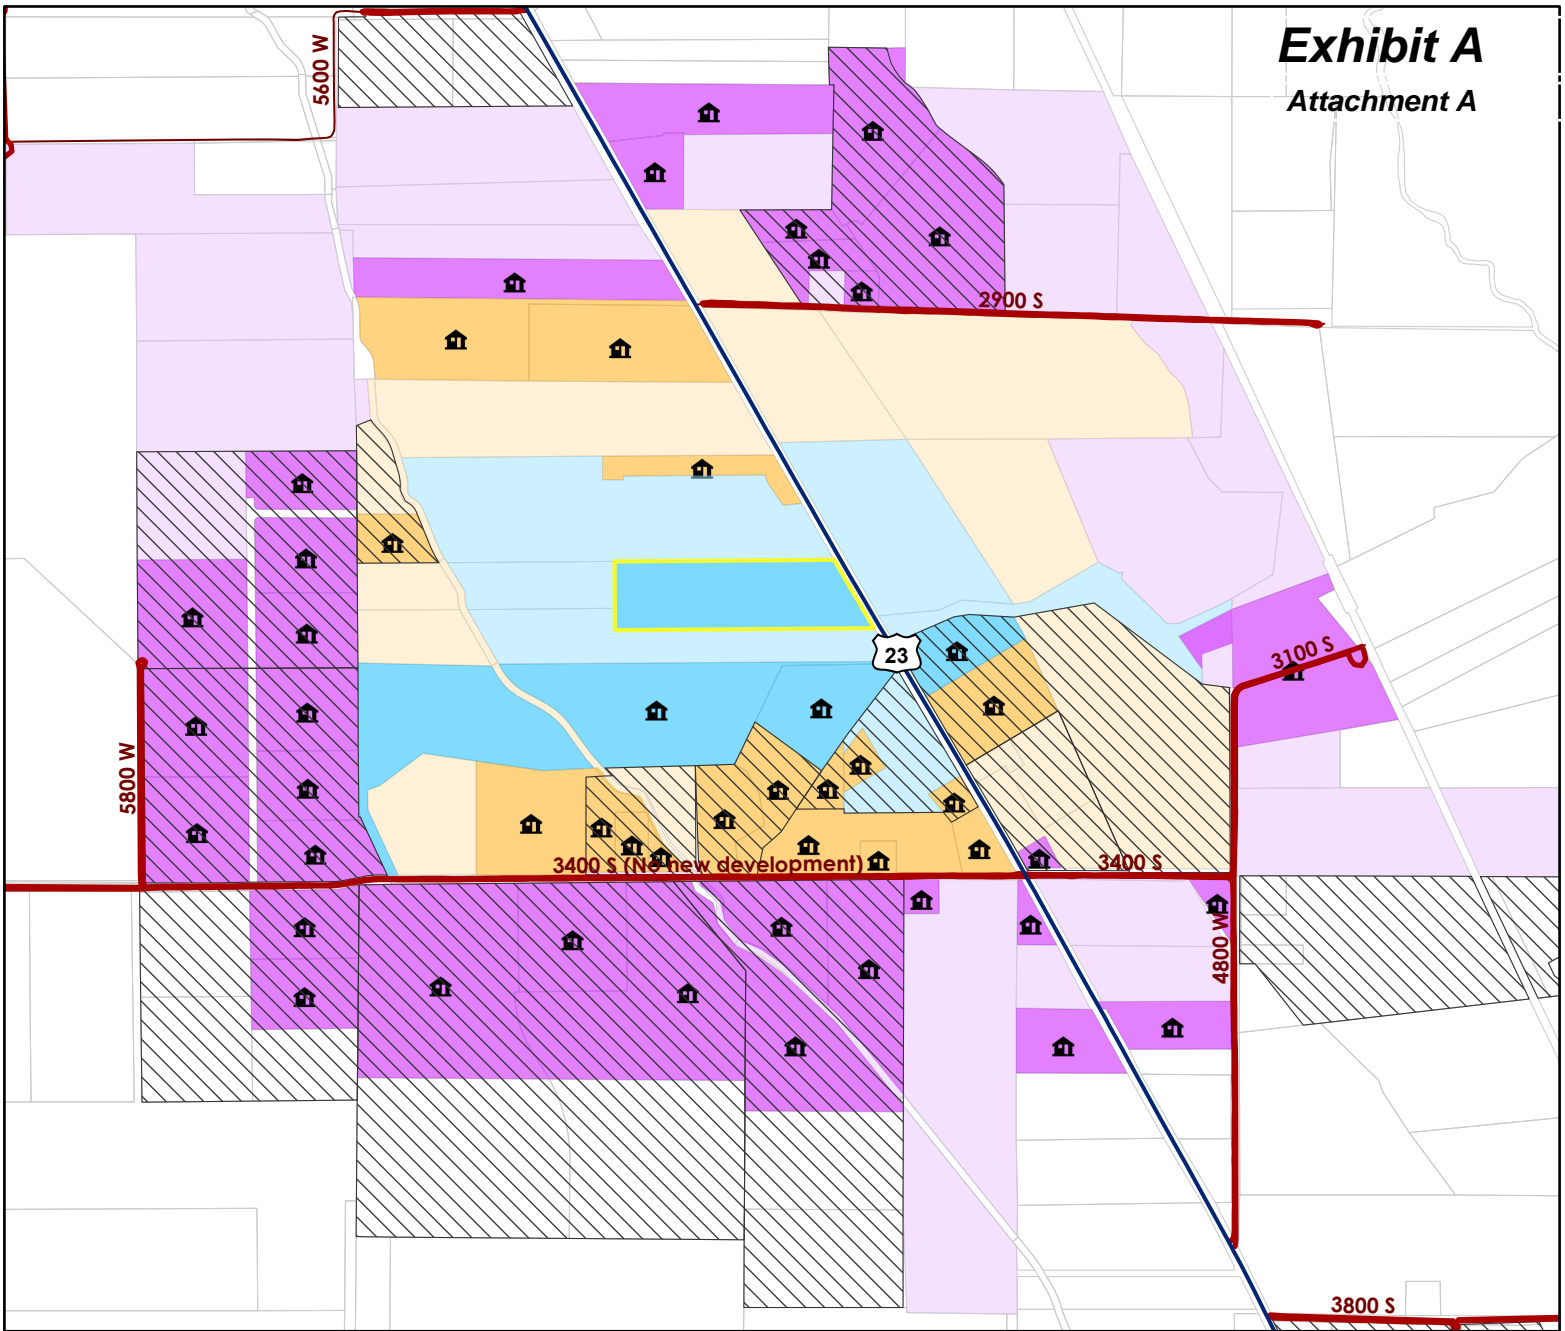 Exhibit A
Attachment A
5600 W
2900 S
23
3100 S
5800 W
3400 S (No new development)
3400 S
4800 W
3800 S